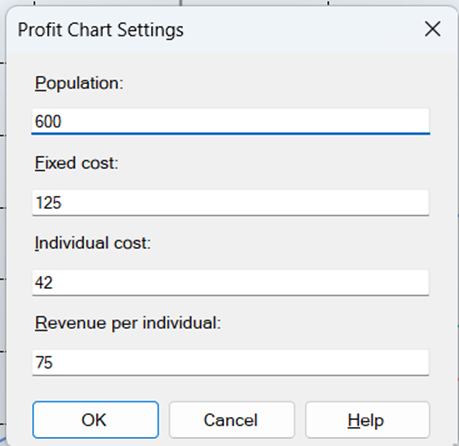 Profit Chart Settings
Population:
600
Fixed cost:
125
Individual cost:
42
Revenue per individual:
75
OK Cancel Help